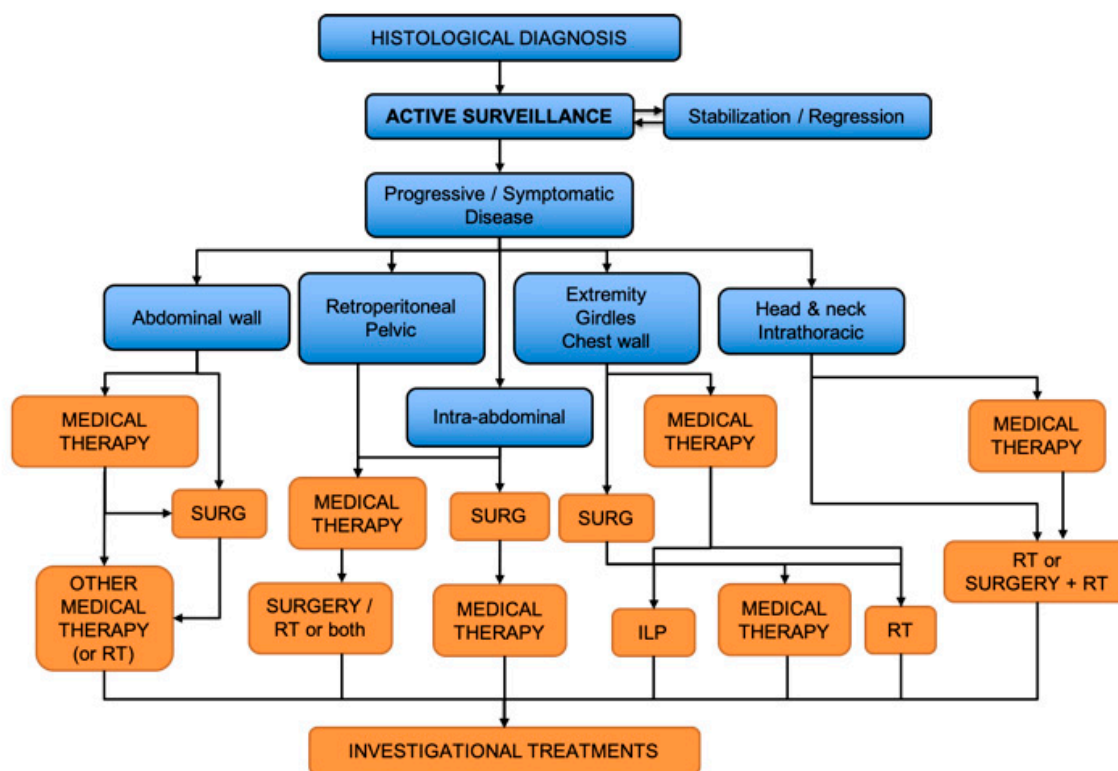 HISTOLOGICAL DIAGNOSIS
ACTIVE SURVEILLANCE
Stabilization / Regression
Progressive / Symptomatic
Disease
Abdominal wall
Retroperitoneal
Pelvic
Extremity
Girdles
Chest wall
Head & neck
Intrathoracic
Intra-abdominal
MEDICAL
THERAPY
MEDICAL
THERAPY
MEDICAL
THERAPY
SURG
MEDICAL
THERAPY
SURG
SURG
OTHER
MEDICAL
THERAPY
(or RT)
SURGERY /
RT or both
MEDICAL
THERAPY
ILP
MEDICAL
THERAPY
RT
RT or
SURGERY + RT
INVESTIGATIONAL TREATMENTS